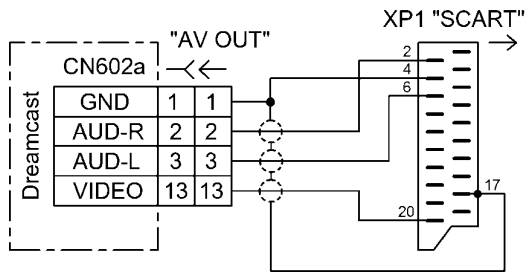 XP1 "SCART"
"AV OUT"
CN602a
Dreamcast
GND 1 1
AUD-R 2 2
AUD-L 3 3
VIDEO 13 13
2
4
6
17
20